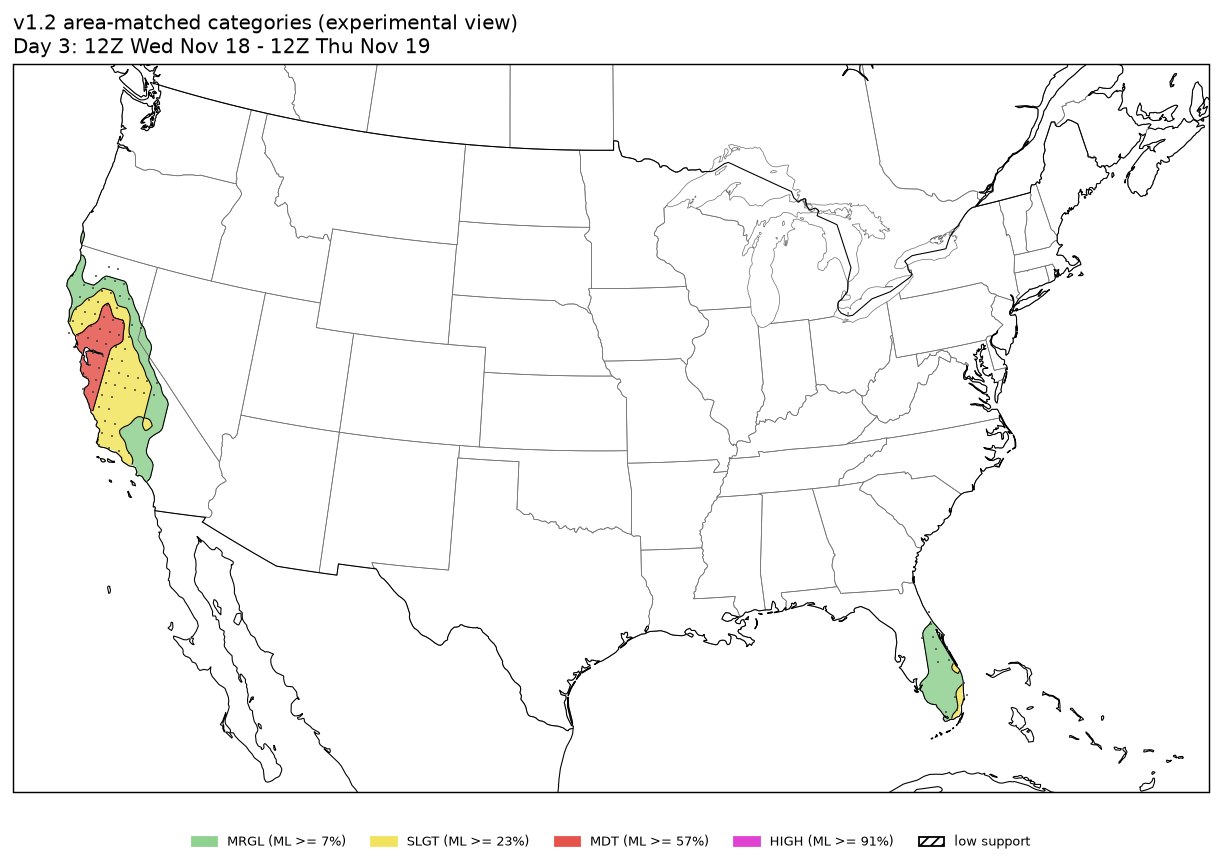 v1.2 area-matched categories (experimental view)
Day 3: 12Z Wed Nov 18 - 12Z Thu Nov 19
MRGL (ML >= 7%) SLGT (ML >= 23%) MDT (ML >= 57%) HIGH (ML >= 91%) low support